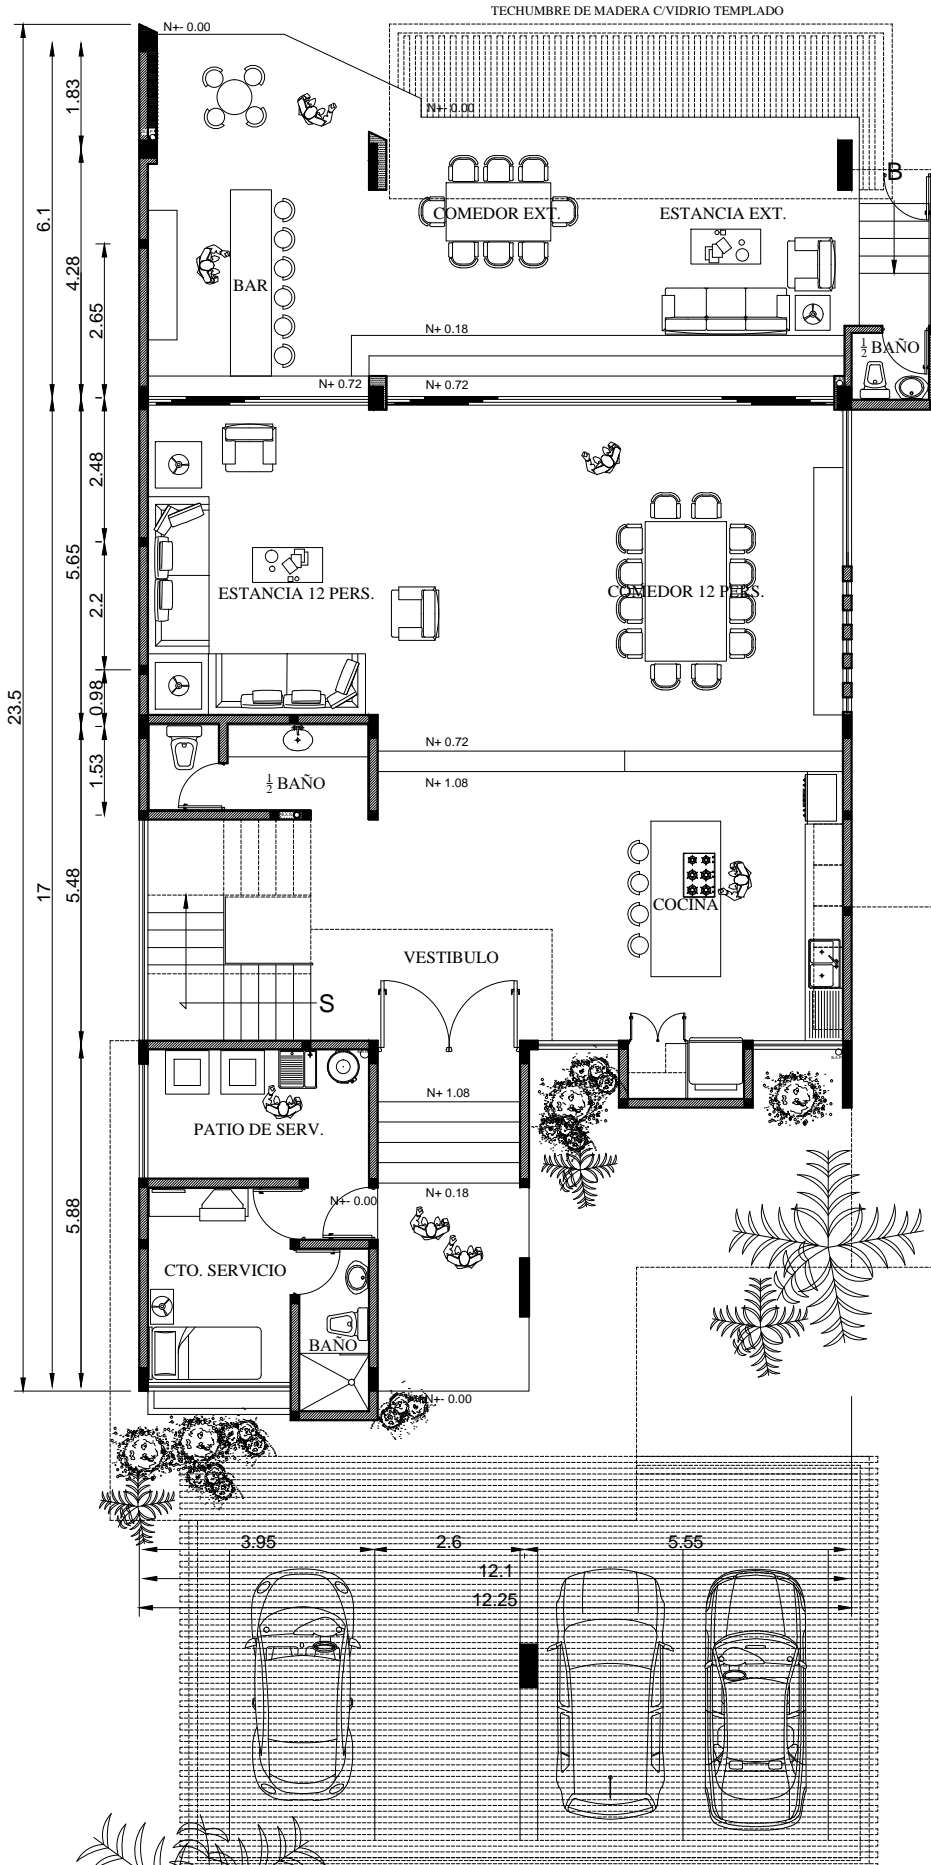 TECHUMBRE DE MADERA C/VIDRIO TEMPLADO
N+- 0.00
N+- 0.00
1.83
B
COMEDOR EXT.
ESTANCIA EXT.
6.1
4.28
BAR
2.65
N+ 0.18
½ BAÑO
N+ 0.72
N+ 0.72
2.48
5.65
ESTANCIA 12 PERS.
COMEDOR 12 PERS.
2.2
23.5
0.98
N+ 0.72
1.53
½ BAÑO
N+ 1.08
17
5.48
COCINA
VESTIBULO
S
N+ 1.08
PATIO DE SERV.
N+- 0.00
N+ 0.18
5.88
CTO. SERVICIO
BAÑO
N+- 0.00
3.95
2.6
5.55
12.1
12.25